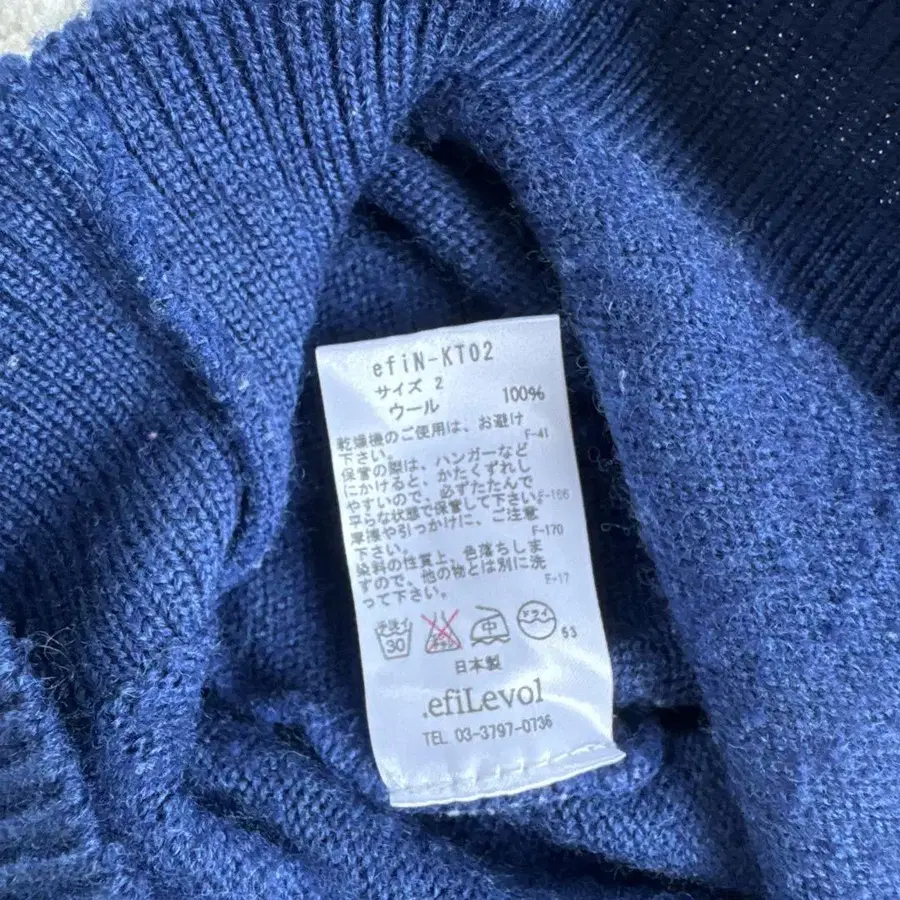 efiN-KT02
サイズ 2
ウール 100%
乾燥機のご使用は、お避け
下さい。 F-41
保管の際は、ハンガーなど
にかけると、かたくずれし
やすいので、必ずたたんで
平らな状態で保管して下さい。F-166
摩擦や引っかけに、ご注意
下さい。 F-170
染料の性質上、色落ちしま
すので、他の物とは別に洗
って下さい。 F-17
手洗イ 30 中 ドライ 53
日本製
.efiLevol
TEL 03-3797-0736